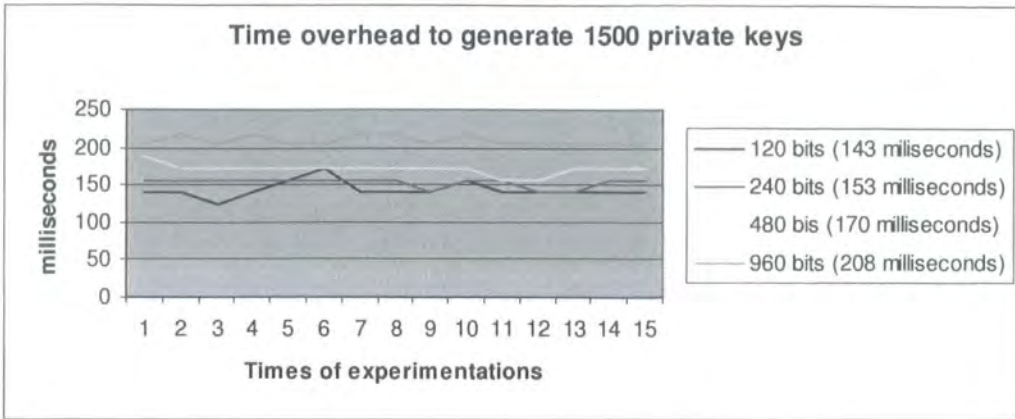 Time overhead to generate 1500 private keys
250
200
150
100
50
0
milliseconds
1 2 3 4 5 6 7 8 9 10 11 12 13 14 15
Times of experimentations
120 bits (143 miliseconds)
240 bits (153 milliseconds)
480 bis (170 milliseconds)
960 bits (208 milliseconds)